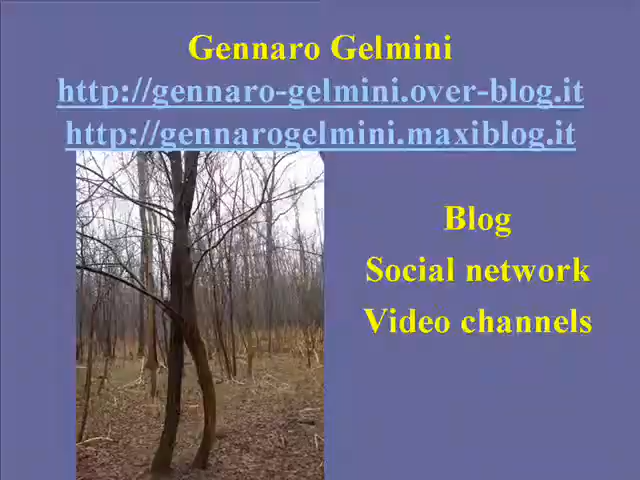 Gennaro Gelmini
http://gennaro-gelmini.over-blog.it
http://gennarogelmini.maxiblog.it
Blog
Social network
Video channels